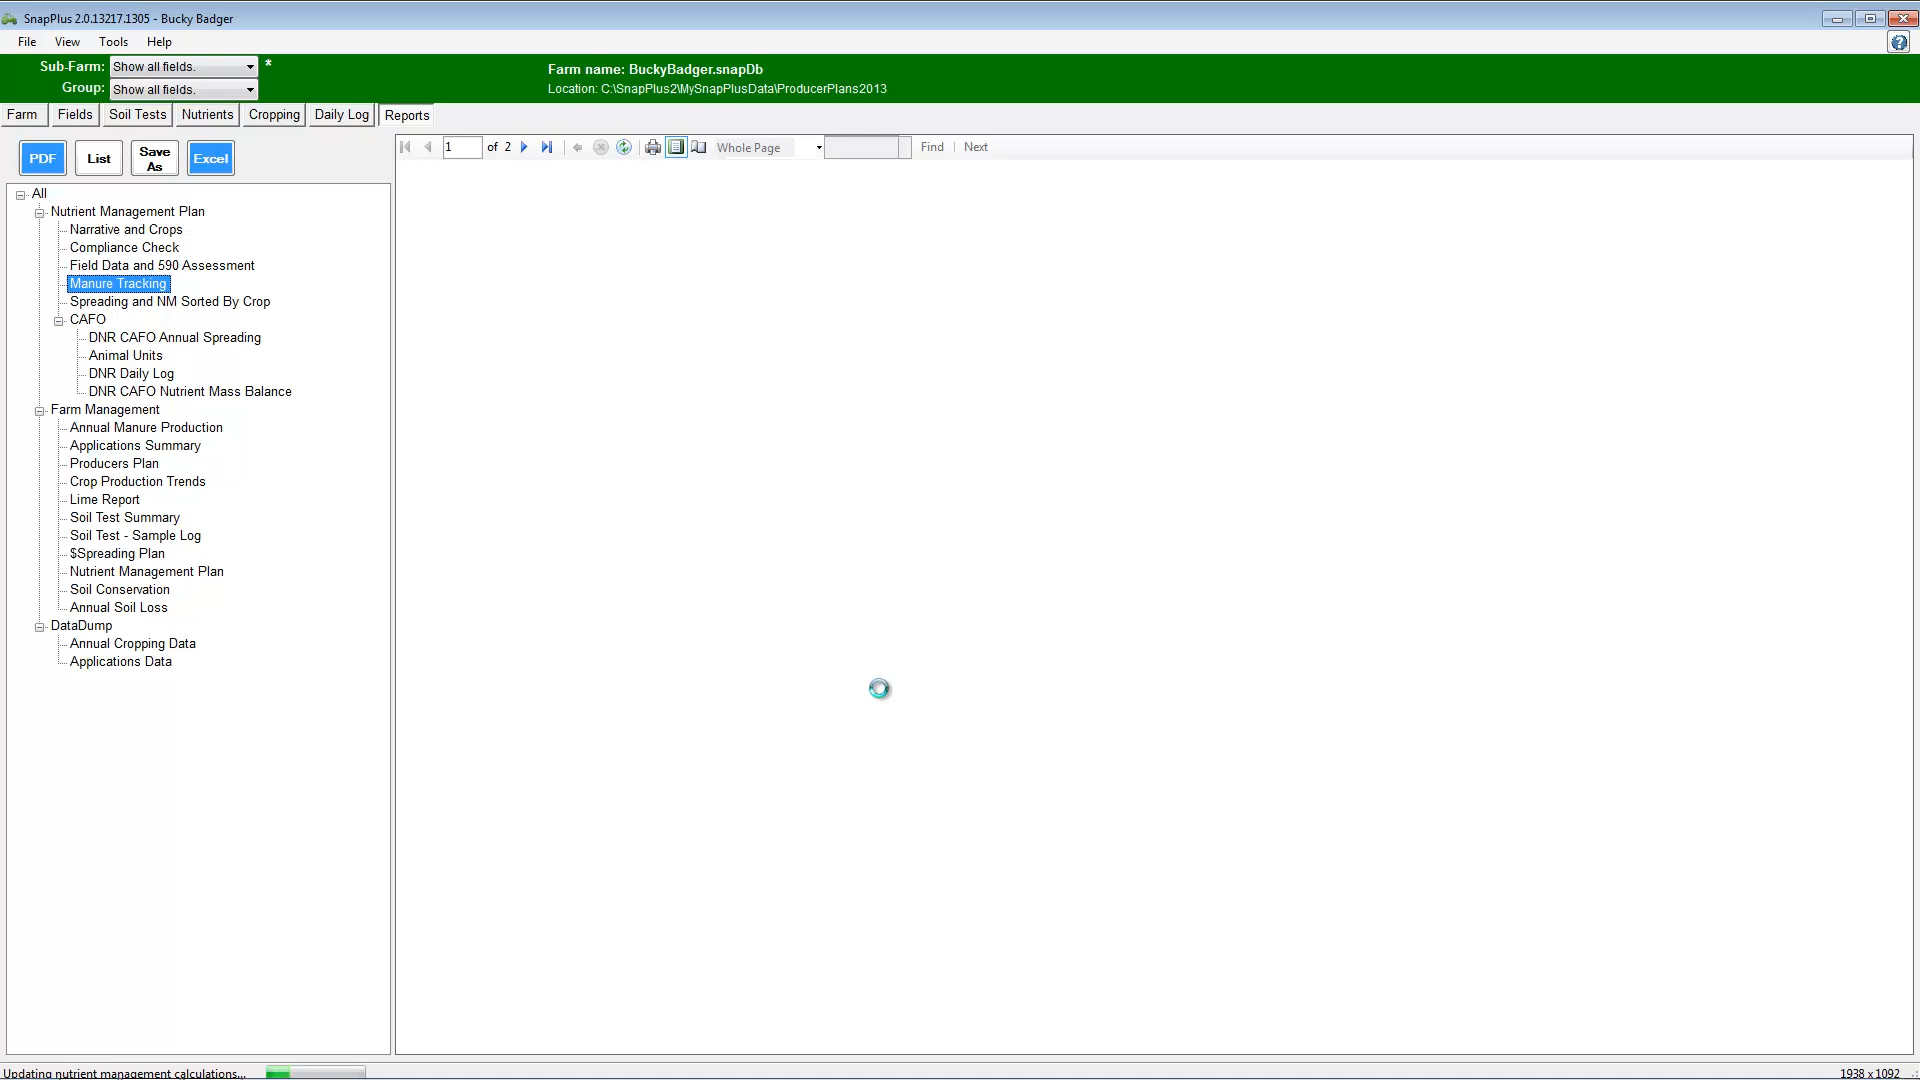 SnapPlus 2.0.13217.1305 - Bucky Badger
File View Tools Help
Sub-Farm: Show all fields. *
Group: Show all fields.
Farm name: BuckyBadger.snapDb
Location: C:\SnapPlus2\MySnapPlusData\ProducerPlans2013
Farm Fields Soil Tests Nutrients Cropping Daily Log Reports
PDF List Save As Excel
1 of 2 Whole Page Find | Next
All
Nutrient Management Plan
Narrative and Crops
Compliance Check
Field Data and 590 Assessment
Manure Tracking
Spreading and NM Sorted By Crop
CAFO
DNR CAFO Annual Spreading
Animal Units
DNR Daily Log
DNR CAFO Nutrient Mass Balance
Farm Management
Annual Manure Production
Applications Summary
Producers Plan
Crop Production Trends
Lime Report
Soil Test Summary
Soil Test - Sample Log
$Spreading Plan
Nutrient Management Plan
Soil Conservation
Annual Soil Loss
DataDump
Annual Cropping Data
Applications Data
Updating nutrient management calculations... 1938 x 1092